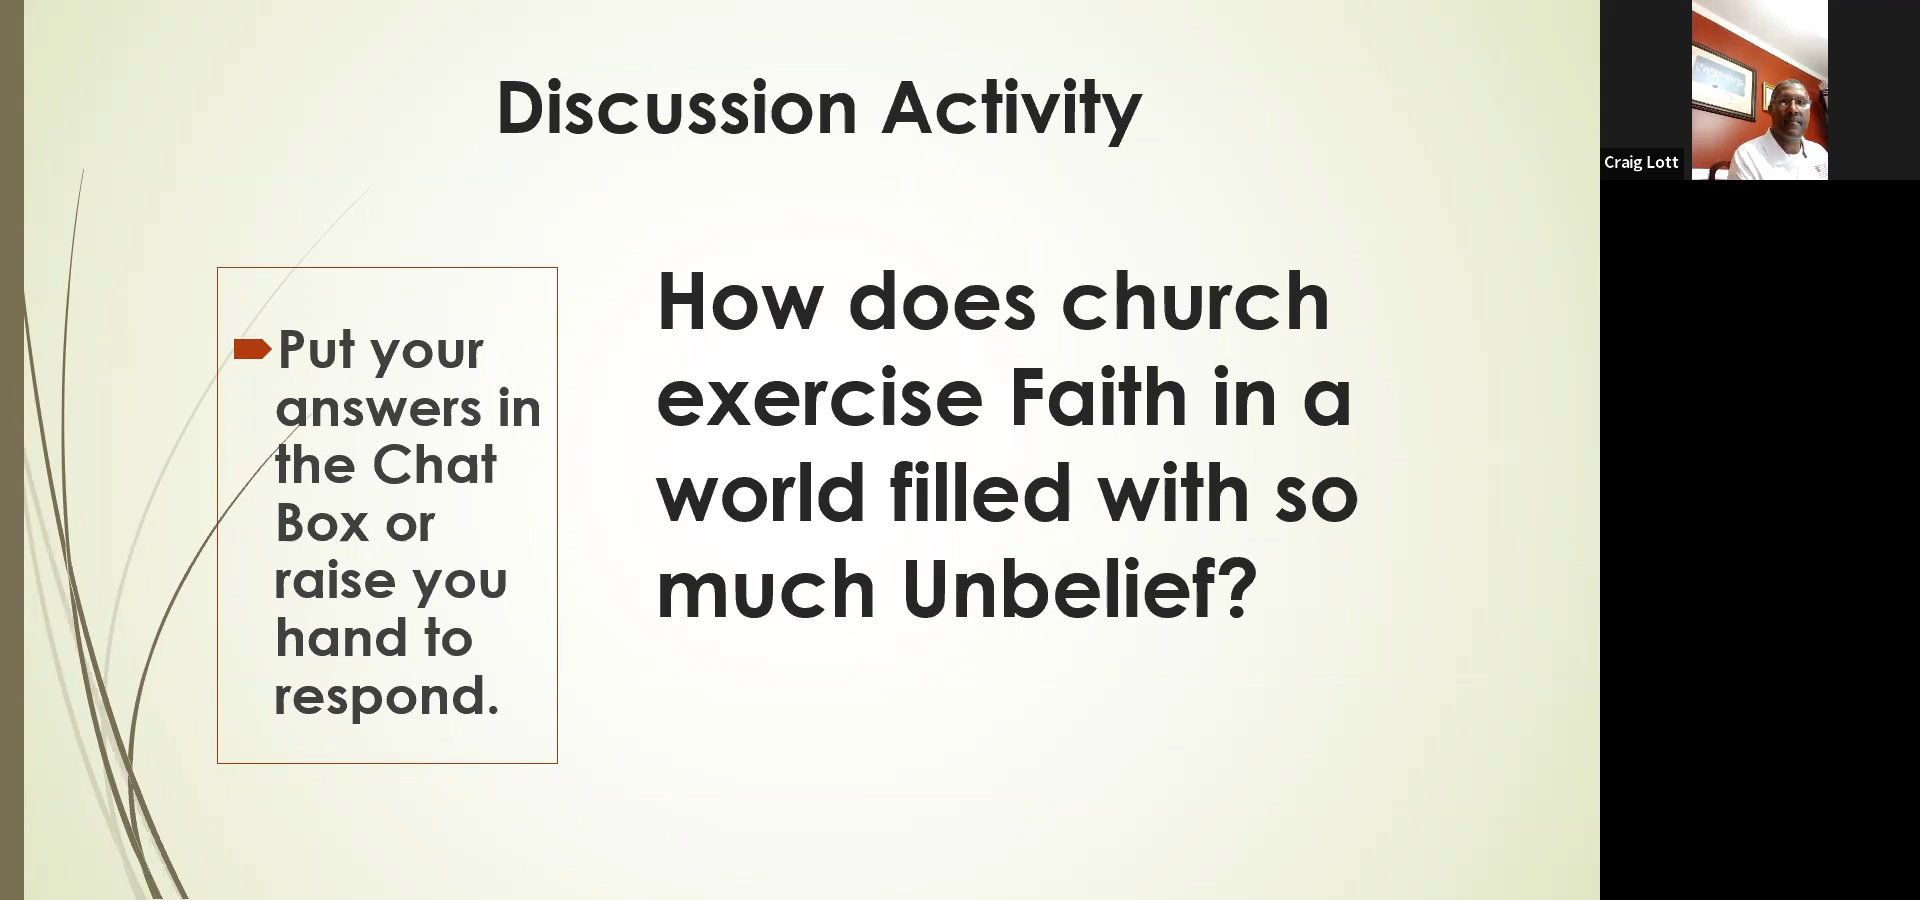 Discussion Activity
Put your
answers in
the Chat
Box or
raise you
hand to
respond.
How does church
exercise Faith in a
world filled with so
much Unbelief?
Craig Lott